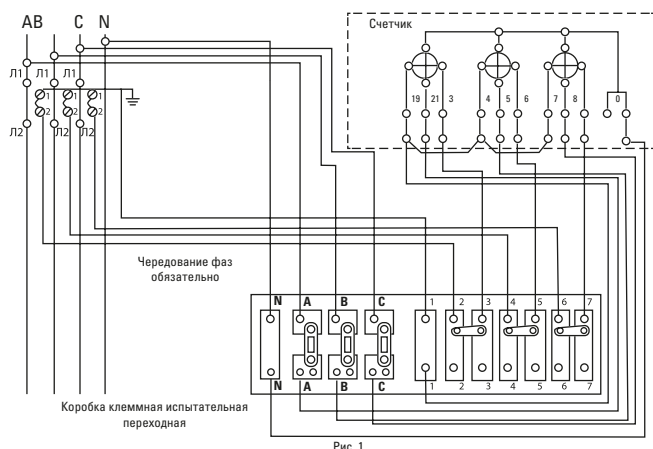 АВ С N
Счетчик
Л1 Л1 Л1
1 1 1
2 2 2
Л2 Л2 Л2
19 21 3 4 5 6 7 8 0
Чередование фаз
обязательно
N А В С 1 2 3 4 5 6 7
N А В С 1 2 3 4 5 6 7
Коробка клеммная испытательная
переходная
Рис. 1